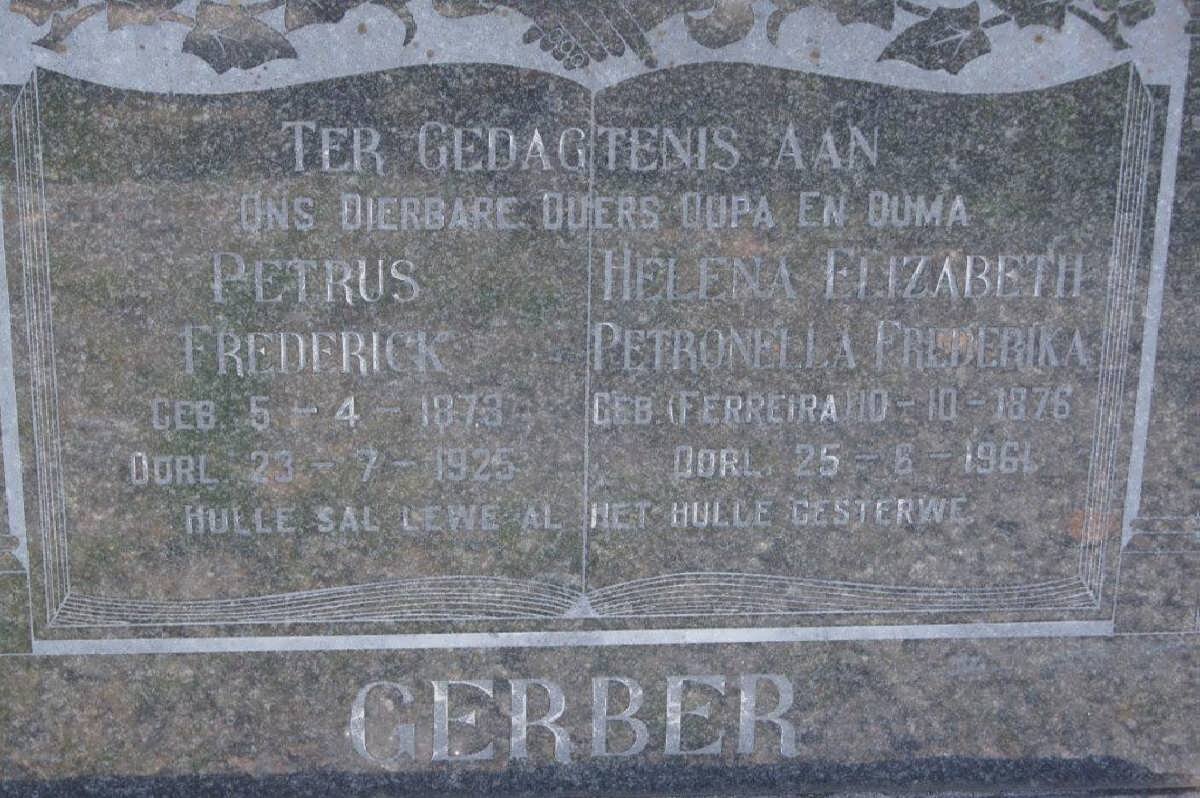 TER GEDAGTENIS AAN
ONS DIERBARE OUERS OUPA EN OUMA
PETRUS
FREDERICK
GEB. 5 - 4 - 1873
OORL. 23 - 7 - 1925
HELENA ELIZABETH
PETRONELLA FREDERIKA
GEB. (FERREIRA) 10 - 10 - 1876
OORL. 25 - 6 - 1961
HULLE SAL LEWE AL HET HULLE GESTERWE
GERBER